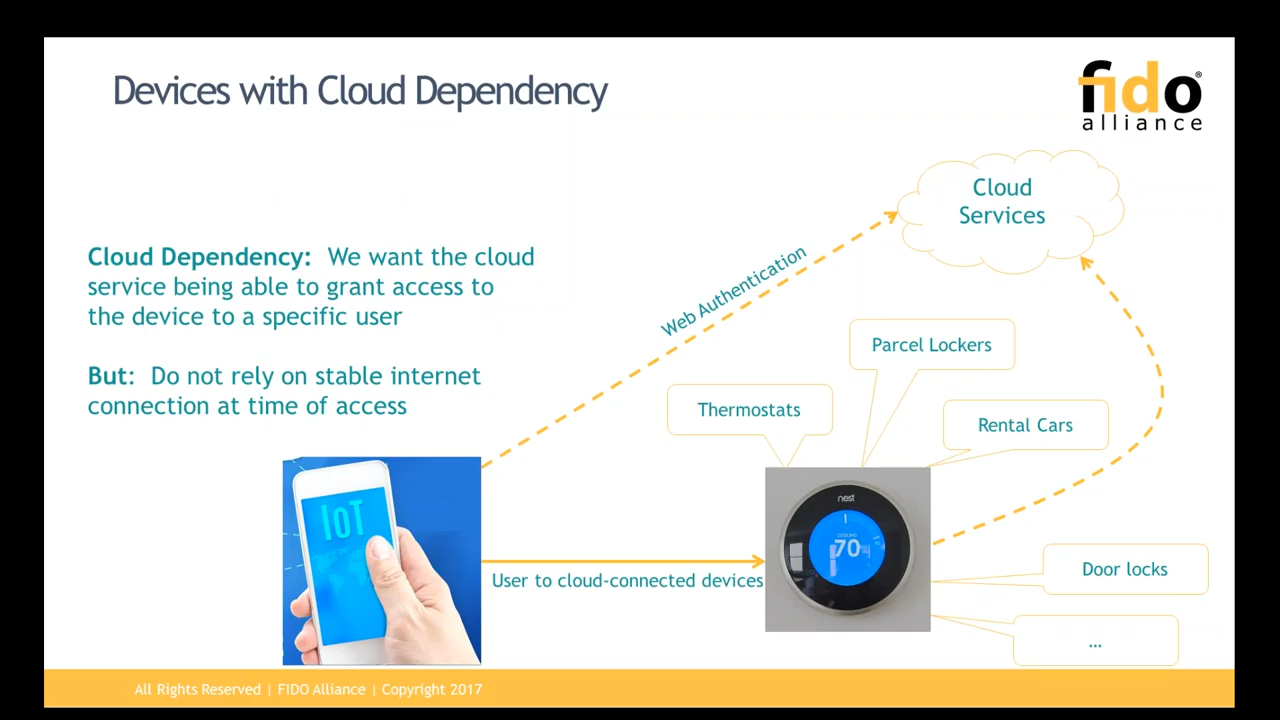 Devices with Cloud Dependency
fido®
alliance
Cloud
Services
Cloud Dependency:  We want the cloud
service being able to grant access to
the device to a specific user
But:  Do not rely on stable internet
connection at time of access
Web Authentication
Parcel Lockers
Thermostats
Rental Cars
IoT
nest
COOLING
70
User to cloud-connected devices
Door locks
...
All Rights Reserved | FIDO Alliance | Copyright 2017